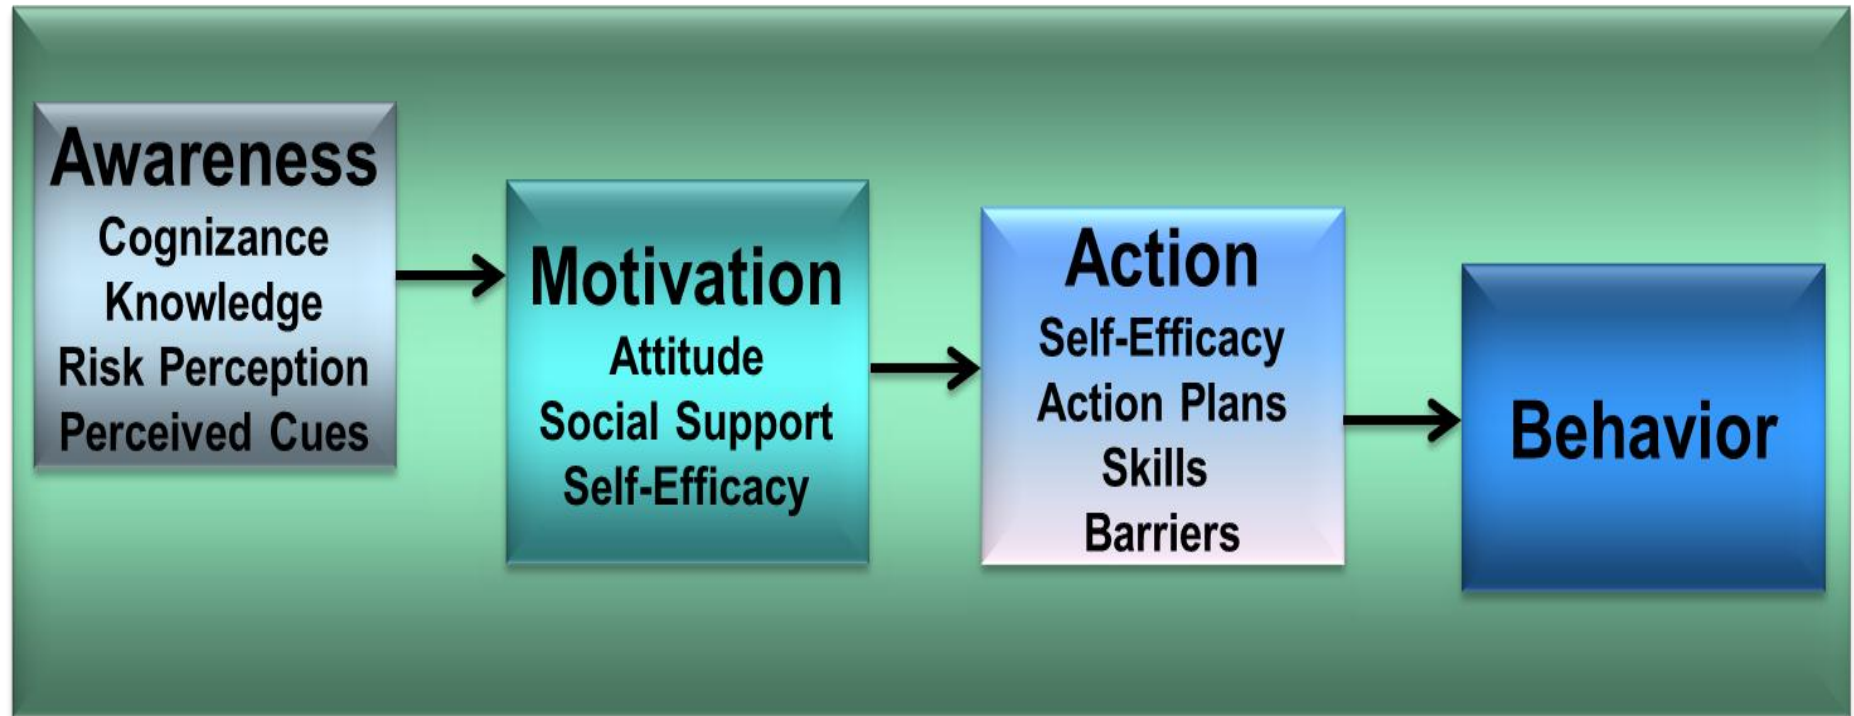 Awareness
Cognizance
Knowledge
Risk Perception
Perceived Cues
Motivation
Attitude
Social Support
Self-Efficacy
Action
Self-Efficacy
Action Plans
Skills
Barriers
Behavior